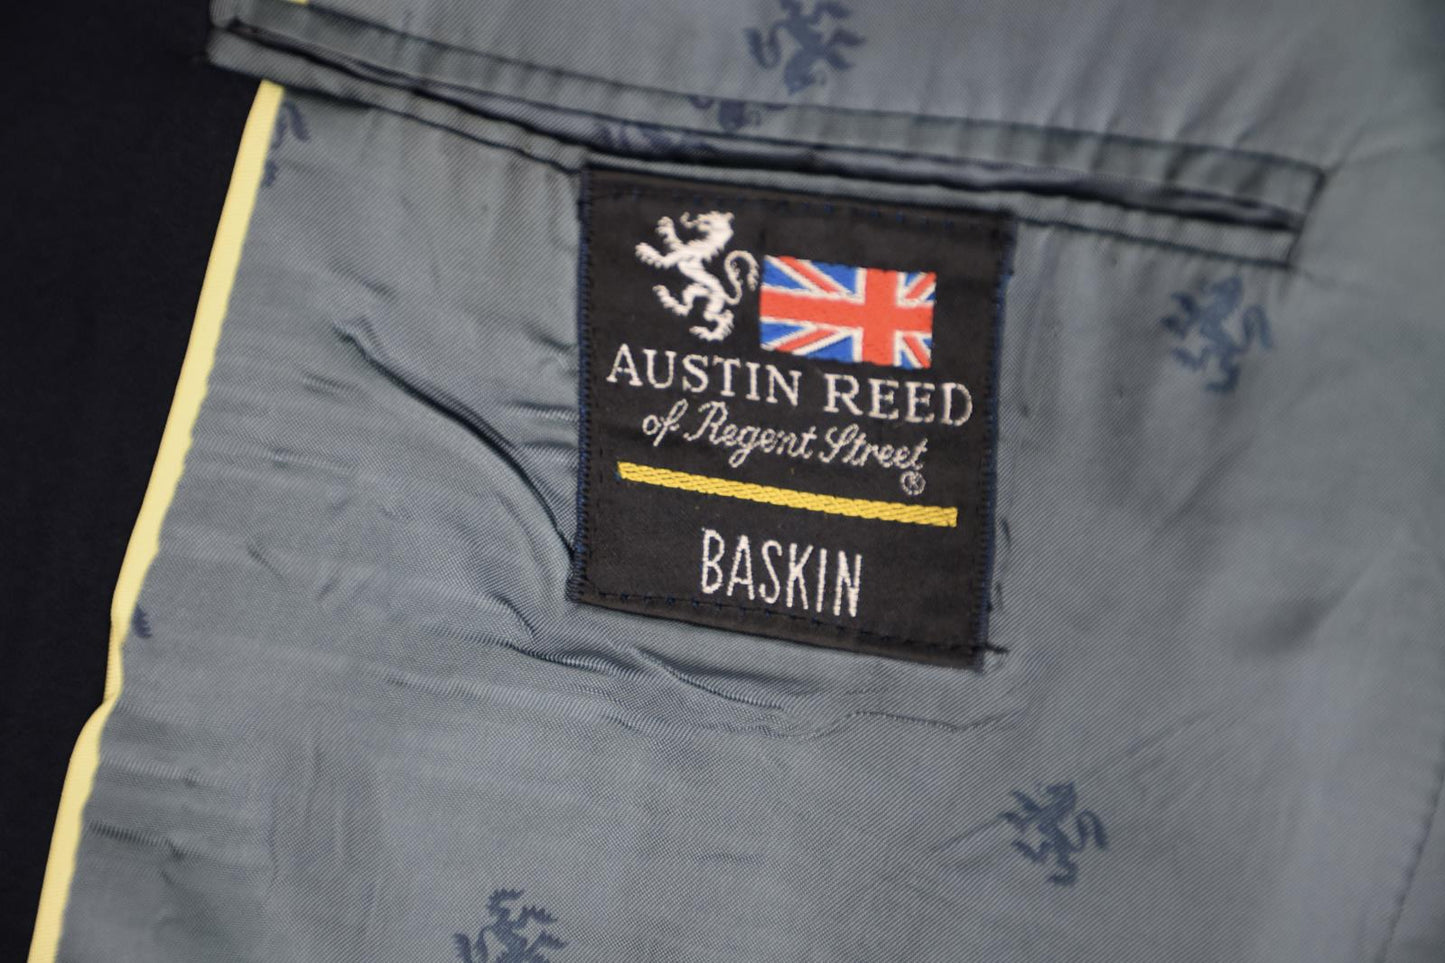 AUSTIN REED
of Regent Street
®
BASKIN